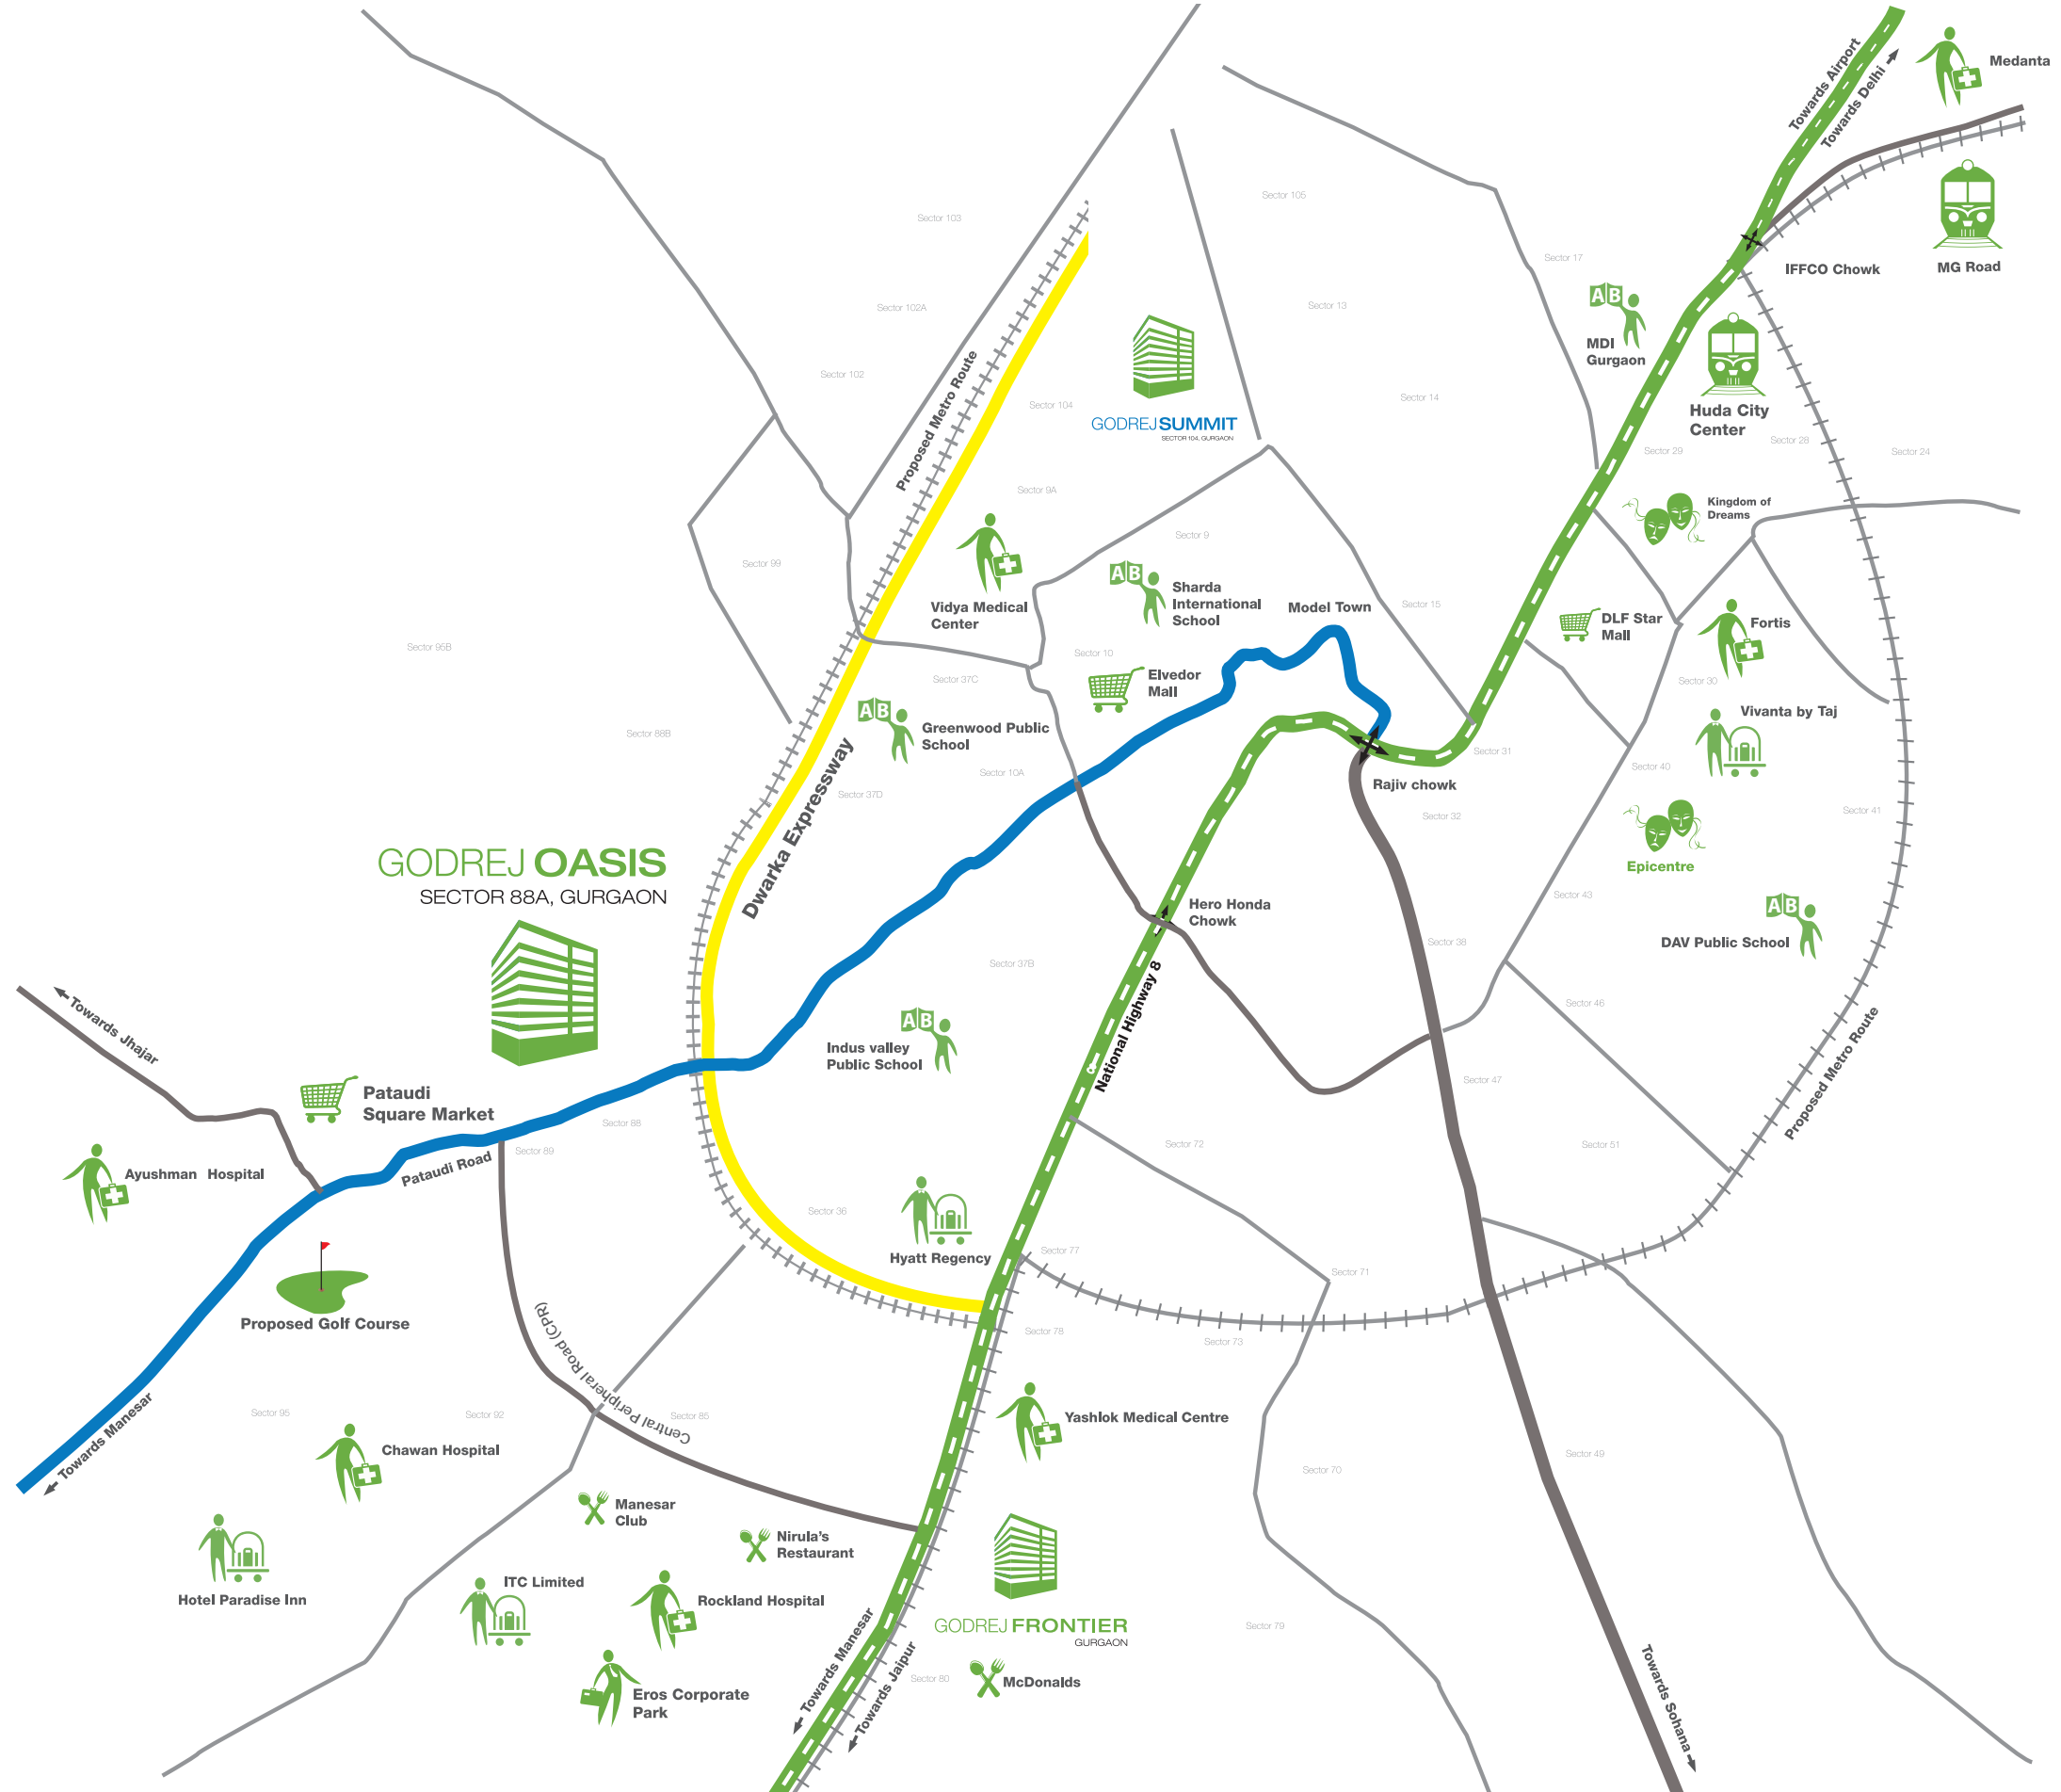 Towards Airport
Towards Delhi
Medanta
MG Road
IFFCO Chowk
Sector 105
Sector 103
Sector 17
Sector 102A
Sector 13
MDI
Gurgaon
Huda City
Center
Sector 102
Proposed Metro Route
Sector 104
GODREJ SUMMIT
SECTOR 104, GURGAON
Sector 14
Sector 29
Sector 28
Sector 24
Sector 9A
Kingdom of
Dreams
Sector 9
Sector 99
Vidya Medical
Center
Sharda
International
School
Model Town
Sector 15
DLF Star
Mall
Fortis
Sector 95B
Sector 10
Sector 37C
Elvedor
Mall
Sector 30
Vivanta by Taj
Sector 88B
Greenwood Public
School
Sector 31
Sector 40
Sector 10A
Sector 37D
Rajiv chowk
Sector 32
Sector 41
Dwarka Expressway
Epicentre
GODREJ OASIS
SECTOR 88A, GURGAON
Sector 43
Hero Honda
Chowk
Sector 38
DAV Public School
Sector 37B
National Highway 8
8
Sector 46
Towards Jhajar
Indus valley
Public School
Proposed Metro Route
Sector 47
Pataudi
Square Market
Sector 88
Sector 89
Sector 72
Sector 51
Ayushman Hospital
Pataudi Road
Sector 36
Hyatt Regency
Sector 77
Sector 71
Proposed Golf Course
Sector 78
Sector 73
Central Peripheral Road (CPR)
Towards Manesar
Sector 95
Sector 92
Sector 85
Yashlok Medical Centre
Chawan Hospital
Sector 70
Sector 49
Manesar
Club
Nirula's
Restaurant
Hotel Paradise Inn
ITC Limited
Rockland Hospital
GODREJ FRONTIER
GURGAON
Sector 79
Towards Manesar
Towards Jaipur
Sector 80
McDonalds
Eros Corporate
Park
Towards Sohana